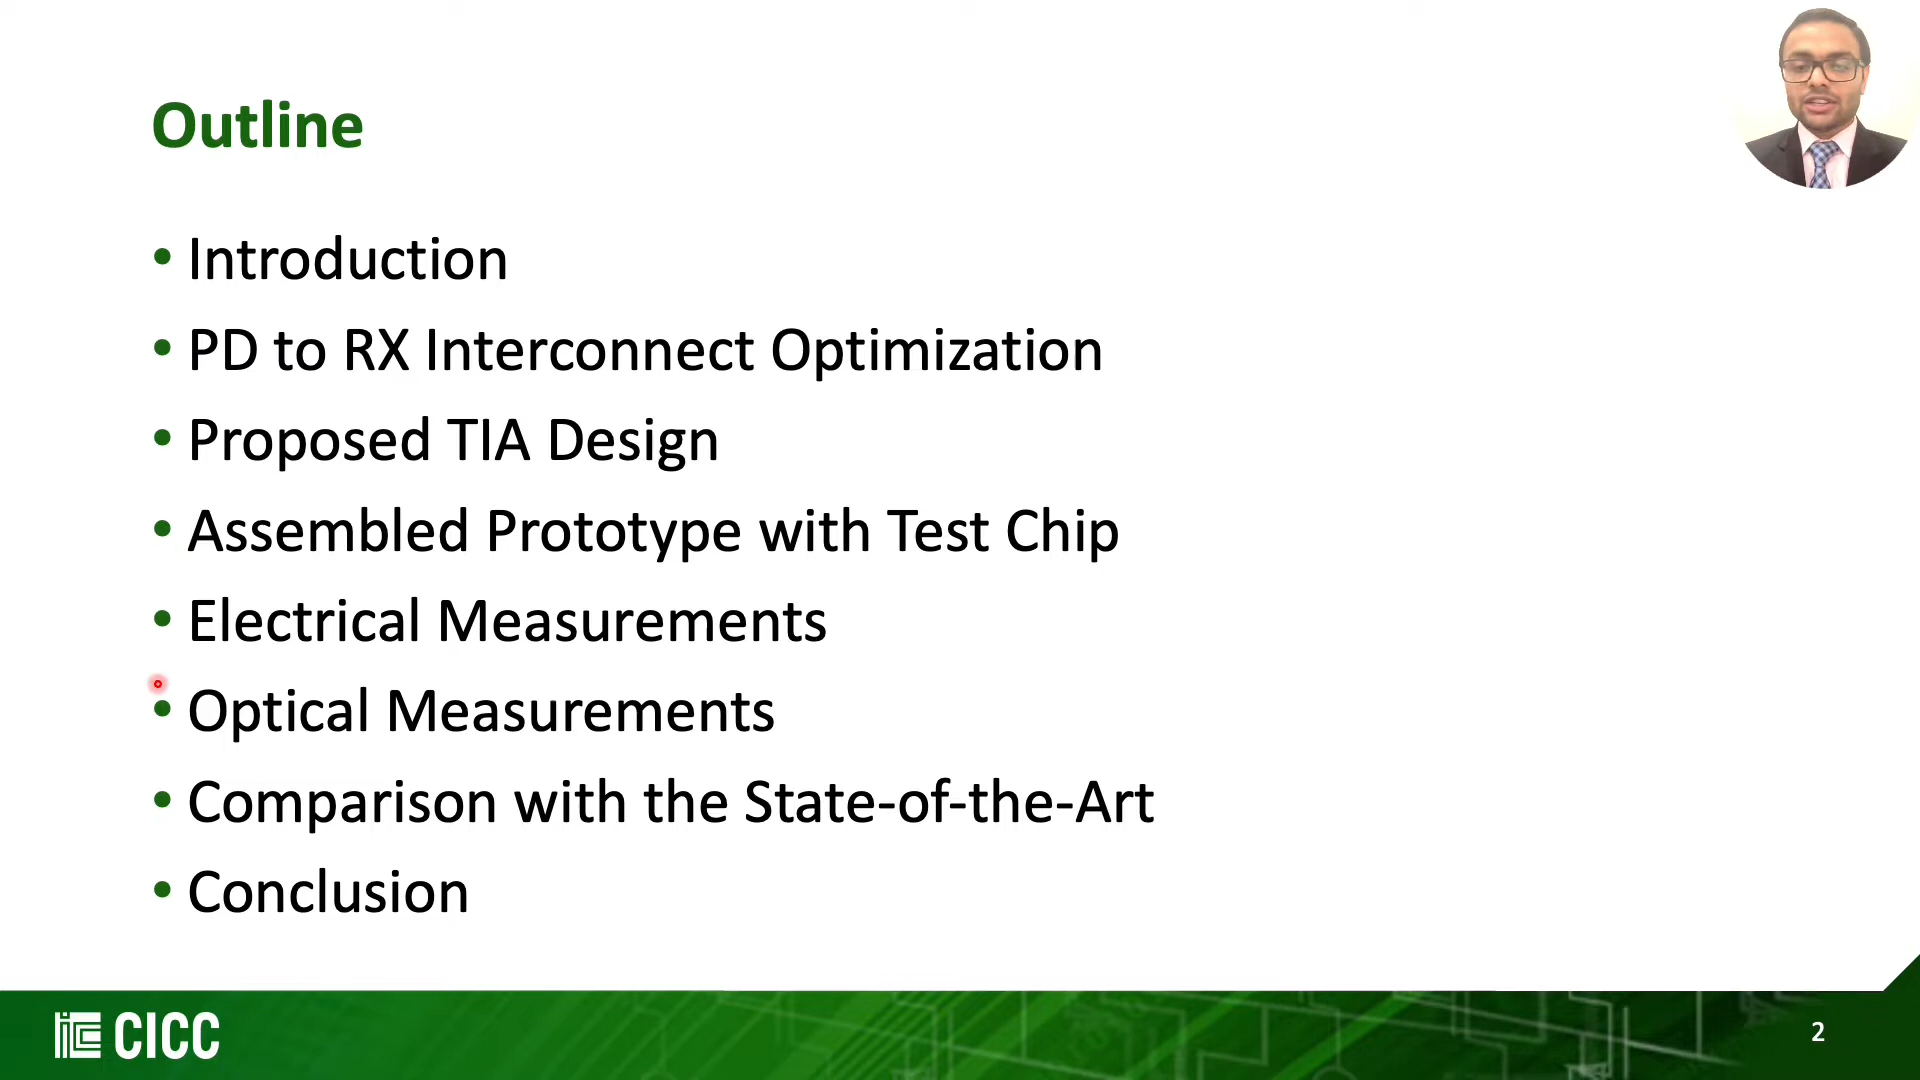 Outline
• Introduction
• PD to RX Interconnect Optimization
• Proposed TIA Design
• Assembled Prototype with Test Chip
• Electrical Measurements
• Optical Measurements
• Comparison with the State-of-the-Art
• Conclusion
CICC
2